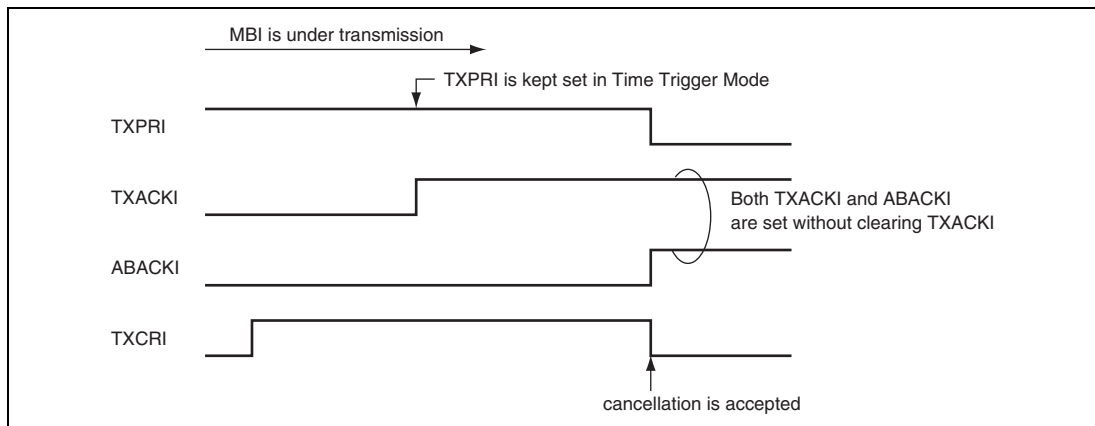 MBI is under transmission
TXPRI is kept set in Time Trigger Mode
TXPRI
TXACKI
Both TXACKI and ABACKI
are set without clearing TXACKI
ABACKI
TXCRI
cancellation is accepted